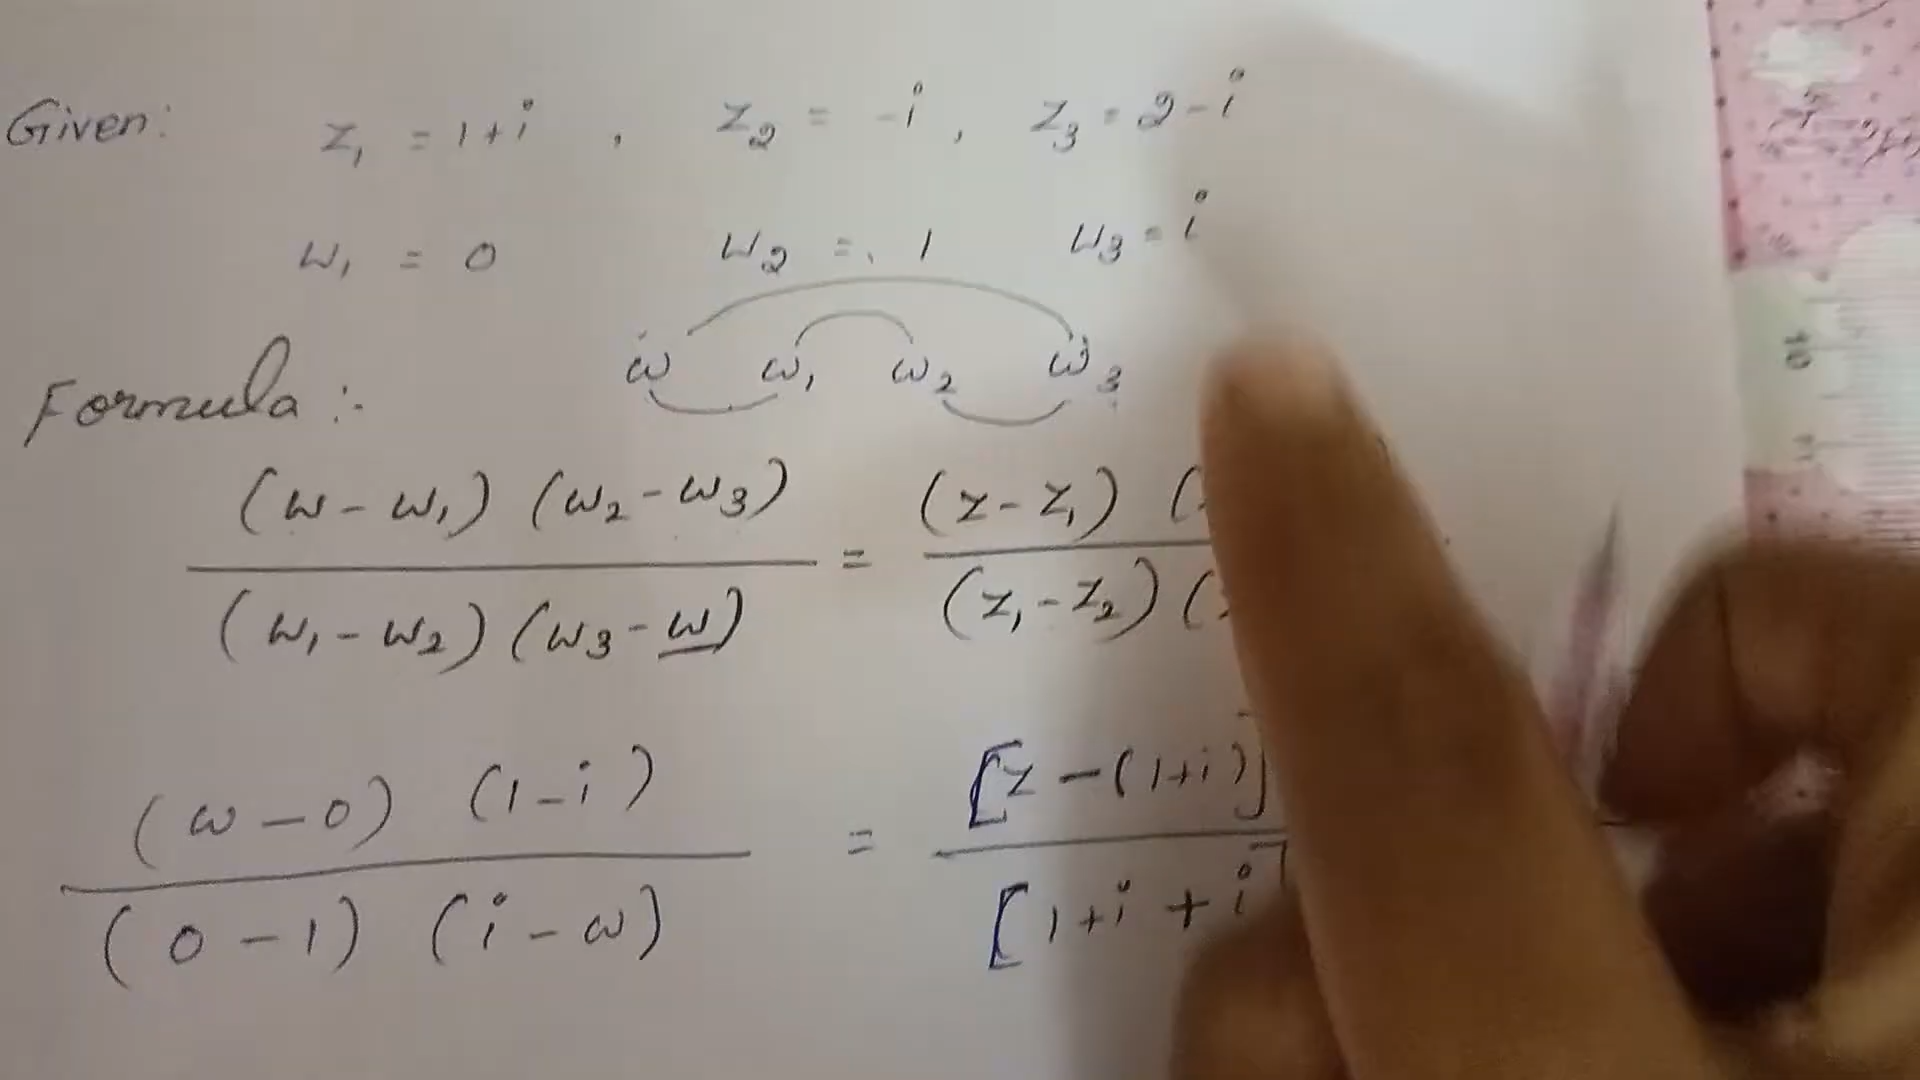 Given: z₁ = 1+i , z₂ = -i , z₃ = 2-i
w₁ = 0 w₂ = 1 w₃ = i
Formula :- w w₁ w₂ w₃
(w - w₁) (w₂ - w₃) / (w₁ - w₂) (w₃ - w) = (z - z₁) ( / (z₁ - z₂) (
(w - 0) (1 - i) / (0 - 1) (i - w) = [z - (1+i)] / [1+i + i]